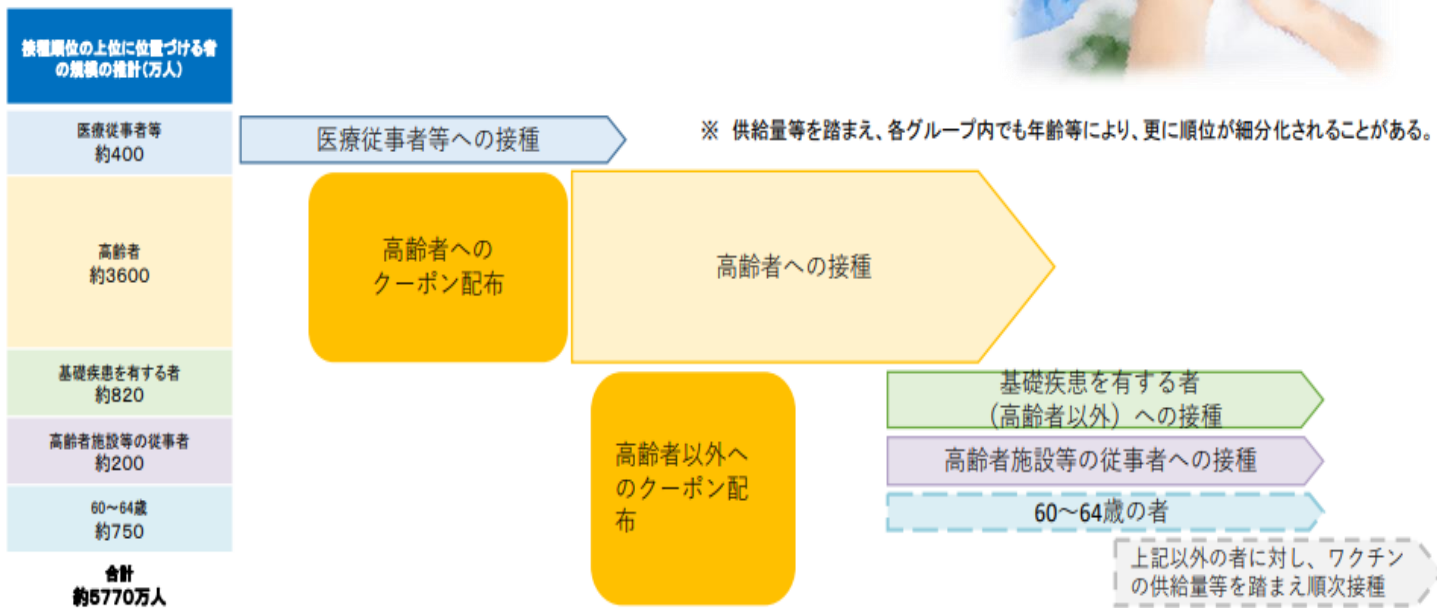 接種順位の上位に位置づける者
の規模の推計(万人)
医療従事者等
約400
医療従事者等への接種
※ 供給量等を踏まえ、各グループ内でも年齢等により、更に順位が細分化されることがある。
高齢者
約3600
高齢者への
クーポン配布
高齢者への接種
基礎疾患を有する者
約820
基礎疾患を有する者
（高齢者以外）への接種
高齢者施設等の従事者
約200
高齢者以外へ
のクーポン配
布
高齢者施設等の従事者への接種
60～64歳
約750
60～64歳の者
合計
約5770万人
上記以外の者に対し、ワクチン
の供給量等を踏まえ順次接種